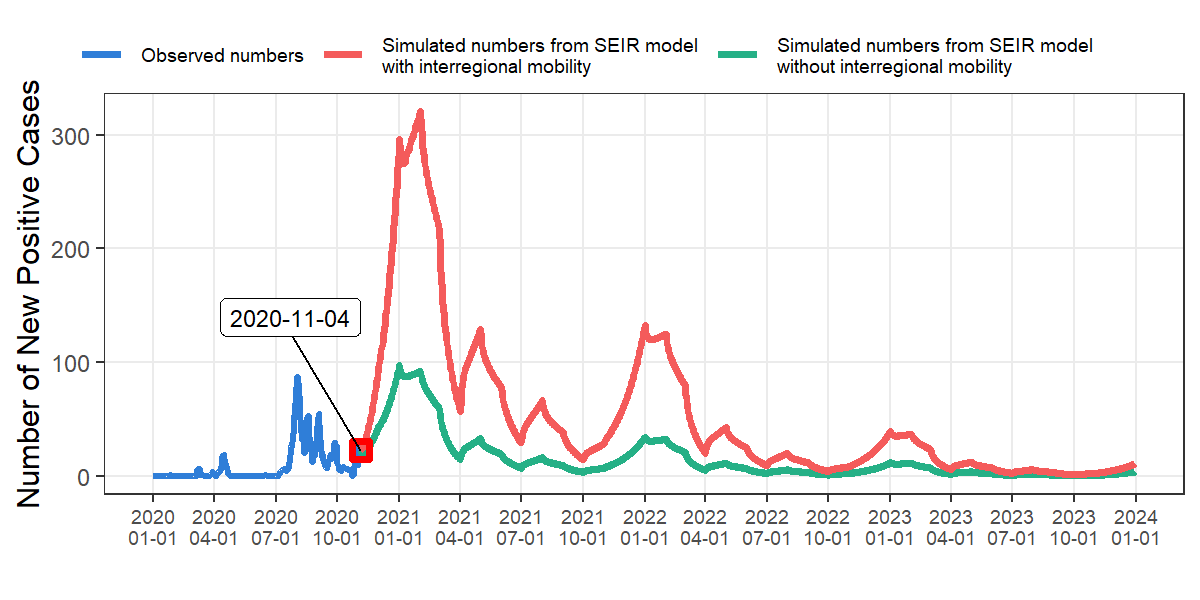 Observed numbers
Simulated numbers from SEIR model
with interregional mobility
Simulated numbers from SEIR model
without interregional mobility
Number of New Positive Cases
300
200
100
0
2020-11-04
2020 2020 2020 2020 2021 2021 2021 2021 2022 2022 2022 2022 2023 2023 2023 2023 2024
01-01 04-01 07-01 10-01 01-01 04-01 07-01 10-01 01-01 04-01 07-01 10-01 01-01 04-01 07-01 10-01 01-01